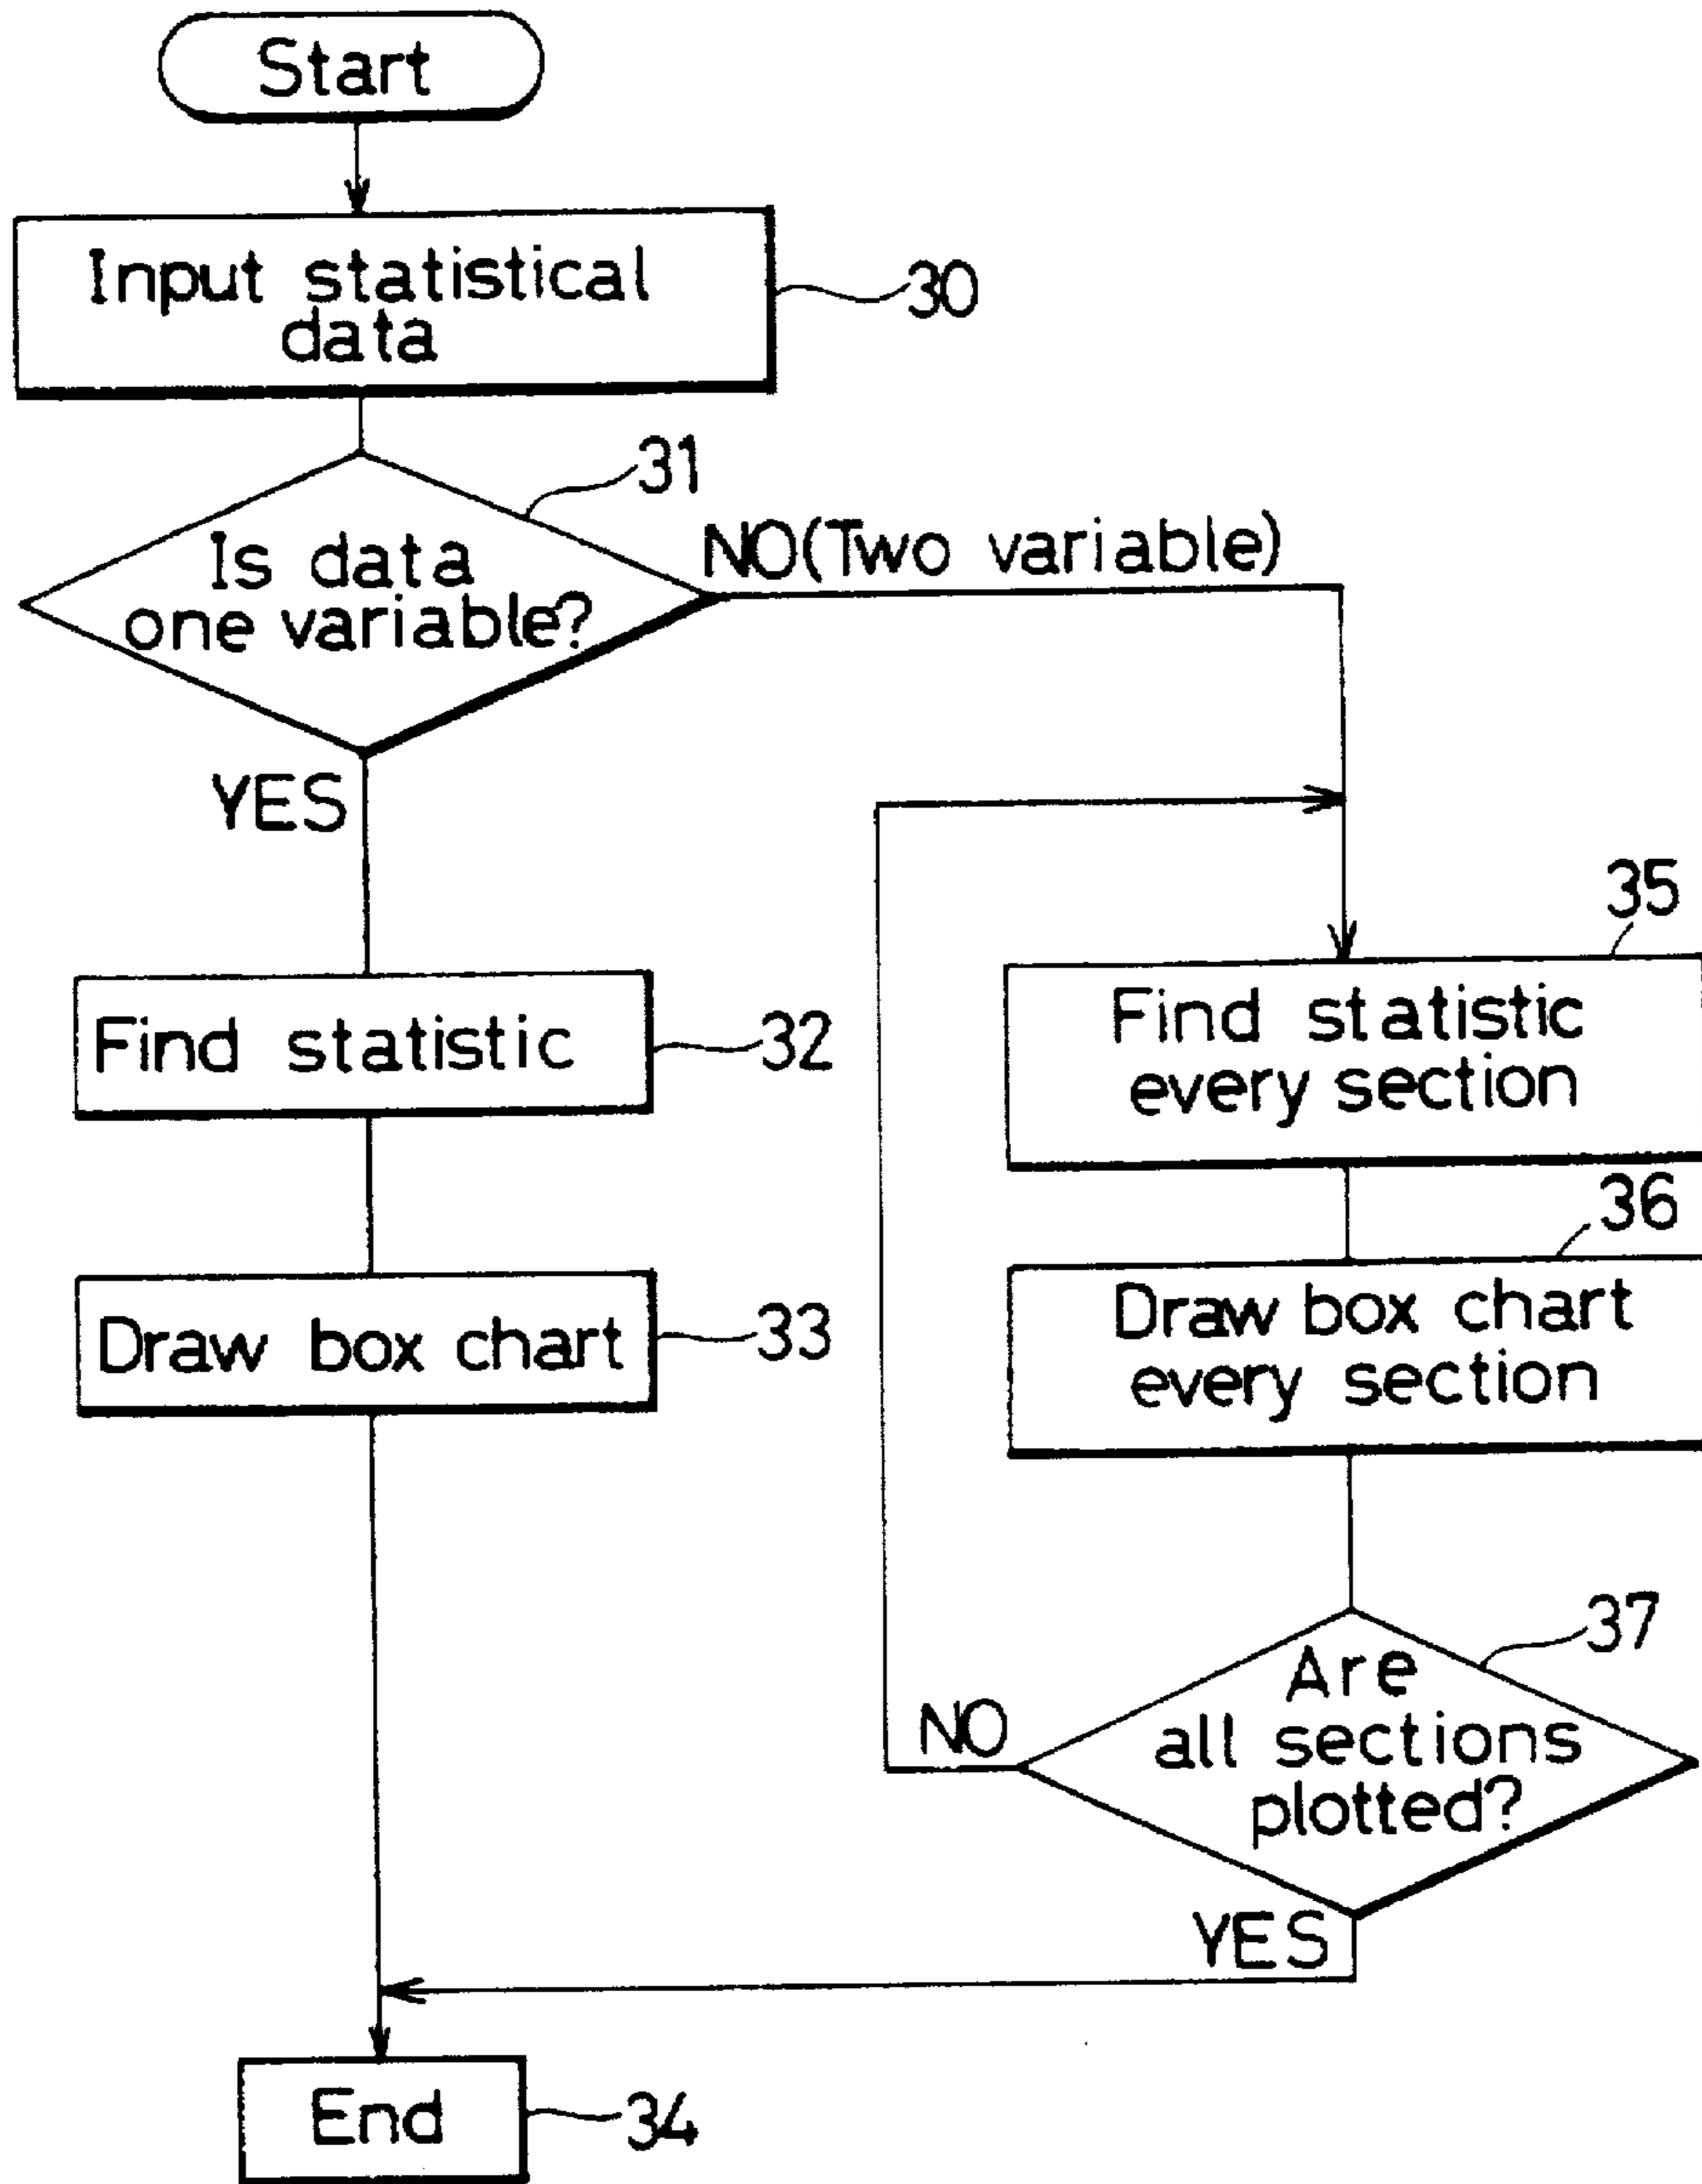 Start
Input statistical
data
30
31
Is data
one variable?
NO(Two variable)
YES
Find statistic
32
Draw box chart
33
35
Find statistic
every section
36
Draw box chart
every section
37
Are
all sections
plotted?
NO
YES
End
34